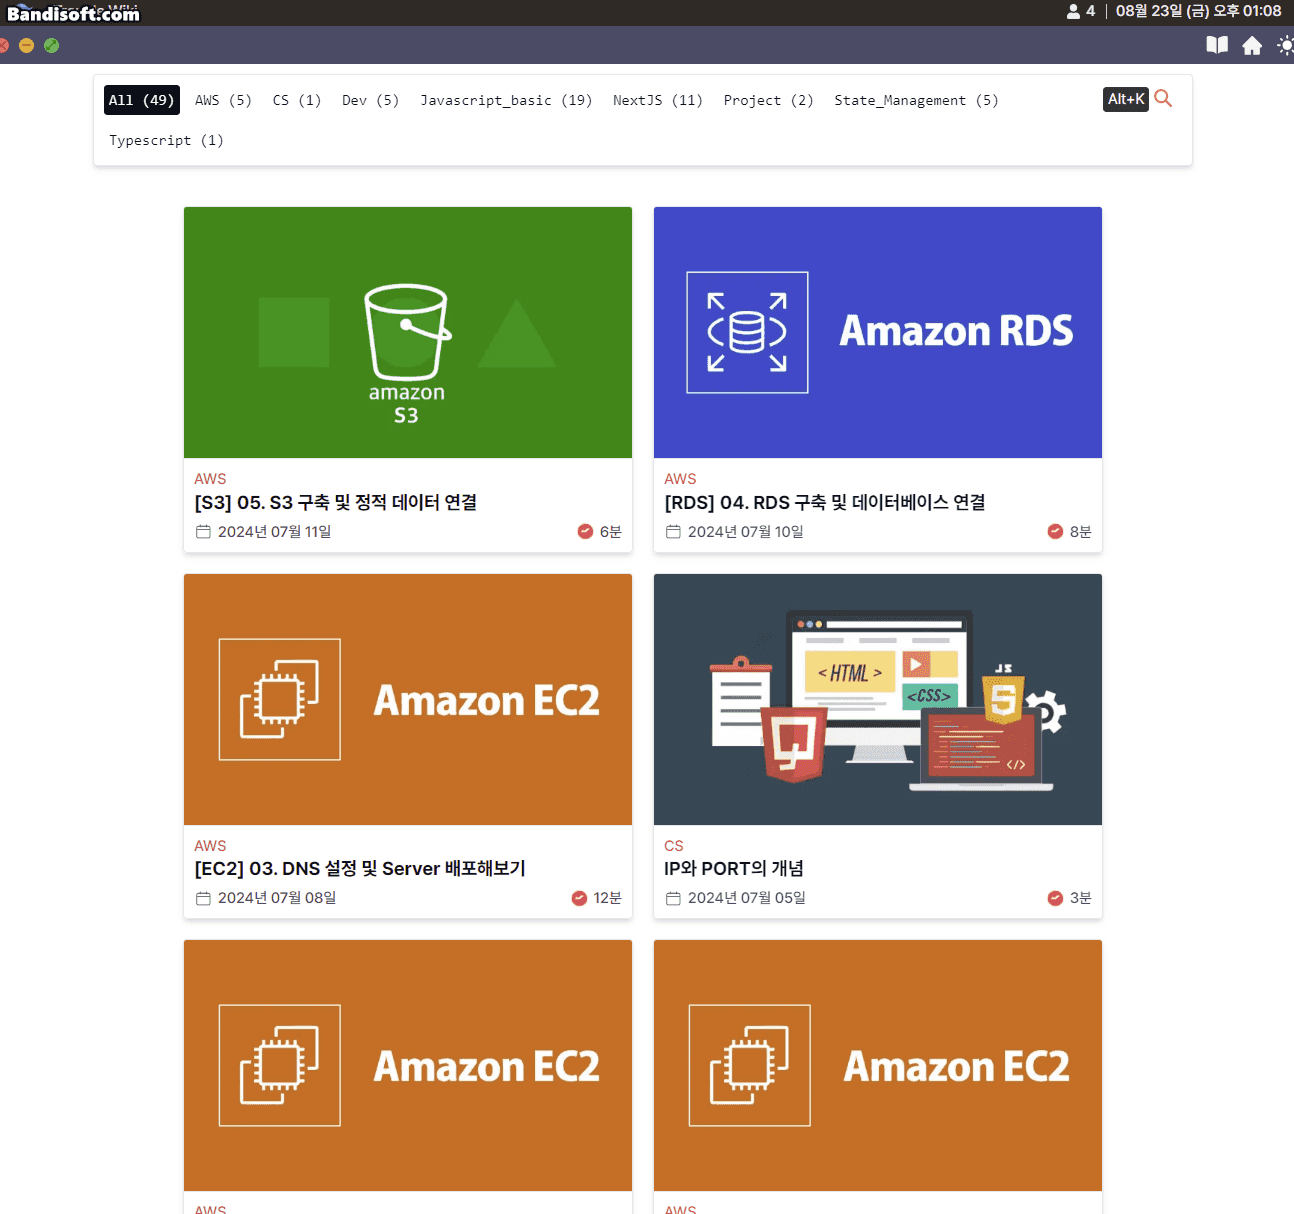 Bandisoft.com
4 | 08월 23일 (금) 오후 01:08
All (49) AWS (5) CS (1) Dev (5) Javascript_basic (19) NextJS (11) Project (2) State_Management (5) Alt+K
Typescript (1)
amazon
S3
Amazon RDS
AWS
[S3] 05. S3 구축 및 정적 데이터 연결
2024년 07월 11일 6분
AWS
[RDS] 04. RDS 구축 및 데이터베이스 연결
2024년 07월 10일 8분
Amazon EC2
< HTML >
<CSS>
JS
5
</>
AWS
[EC2] 03. DNS 설정 및 Server 배포해보기
2024년 07월 08일 12분
CS
IP와 PORT의 개념
2024년 07월 05일 3분
Amazon EC2
Amazon EC2
AWS
AWS